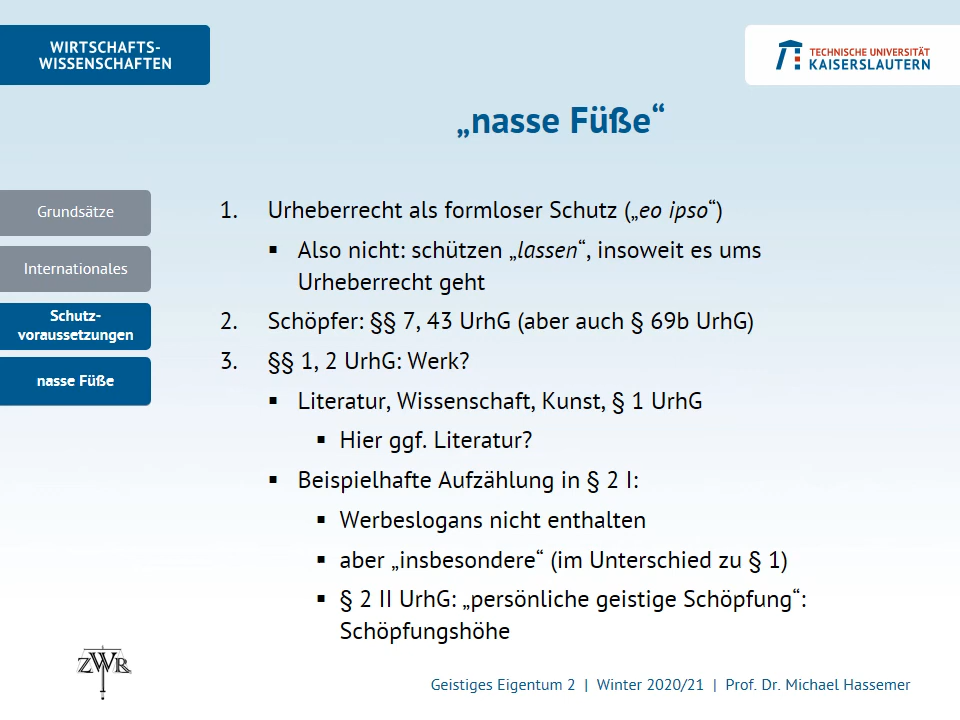 WIRTSCHAFTS-
WISSENSCHAFTEN
TECHNISCHE UNIVERSITÄT
KAISERSLAUTERN
„nasse Füße“
Grundsätze
Internationales
Schutz-
voraussetzungen
nasse Füße
1. Urheberrecht als formloser Schutz („eo ipso“)
▪ Also nicht: schützen „lassen“, insoweit es ums
Urheberrecht geht
2. Schöpfer: §§ 7, 43 UrhG (aber auch § 69b UrhG)
3. §§ 1, 2 UrhG: Werk?
▪ Literatur, Wissenschaft, Kunst, § 1 UrhG
▪ Hier ggf. Literatur?
▪ Beispielhafte Aufzählung in § 2 I:
▪ Werbeslogans nicht enthalten
▪ aber „insbesondere“ (im Unterschied zu § 1)
▪ § 2 II UrhG: „persönliche geistige Schöpfung“:
Schöpfungshöhe
ZWR
Geistiges Eigentum 2 | Winter 2020/21 | Prof. Dr. Michael Hassemer